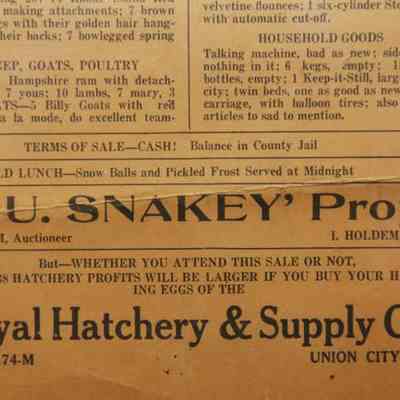 making attachments; 7 brown
gs with their golden hair hang-
their backs; 7 bowlegged spring
EEP, GOATS, POULTRY
Hampshire ram with detach-
7 yous; 10 lambs, 7 mary, 3
ATS—5 Billy Goats with red
a la mode, do excellent team-
velvetine flounces; 1 six-cylinder Sto
with automatic cut-off.
HOUSEHOLD GOODS
Talking machine, bad as new; side
nothing in it; 6 kegs, empty; 1
bottles, empty; 1 Keep-it-Still, larg
city; twin beds, one as good as new
carriage, with balloon tires; also
articles to sad to mention.
TERMS OF SALE—CASH! Balance in County Jail
LD LUNCH—Snow Balls and Pickled Frost Served at Midnight
U. SNAKEY' Pro
M, Auctioneer
I. HOLDEM
But—WHETHER YOU ATTEND THIS SALE OR NOT,
GS HATCHERY PROFITS WILL BE LARGER IF YOU BUY YOUR H
ING EGGS OF THE
yal Hatchery & Supply C
74-M
UNION CITY